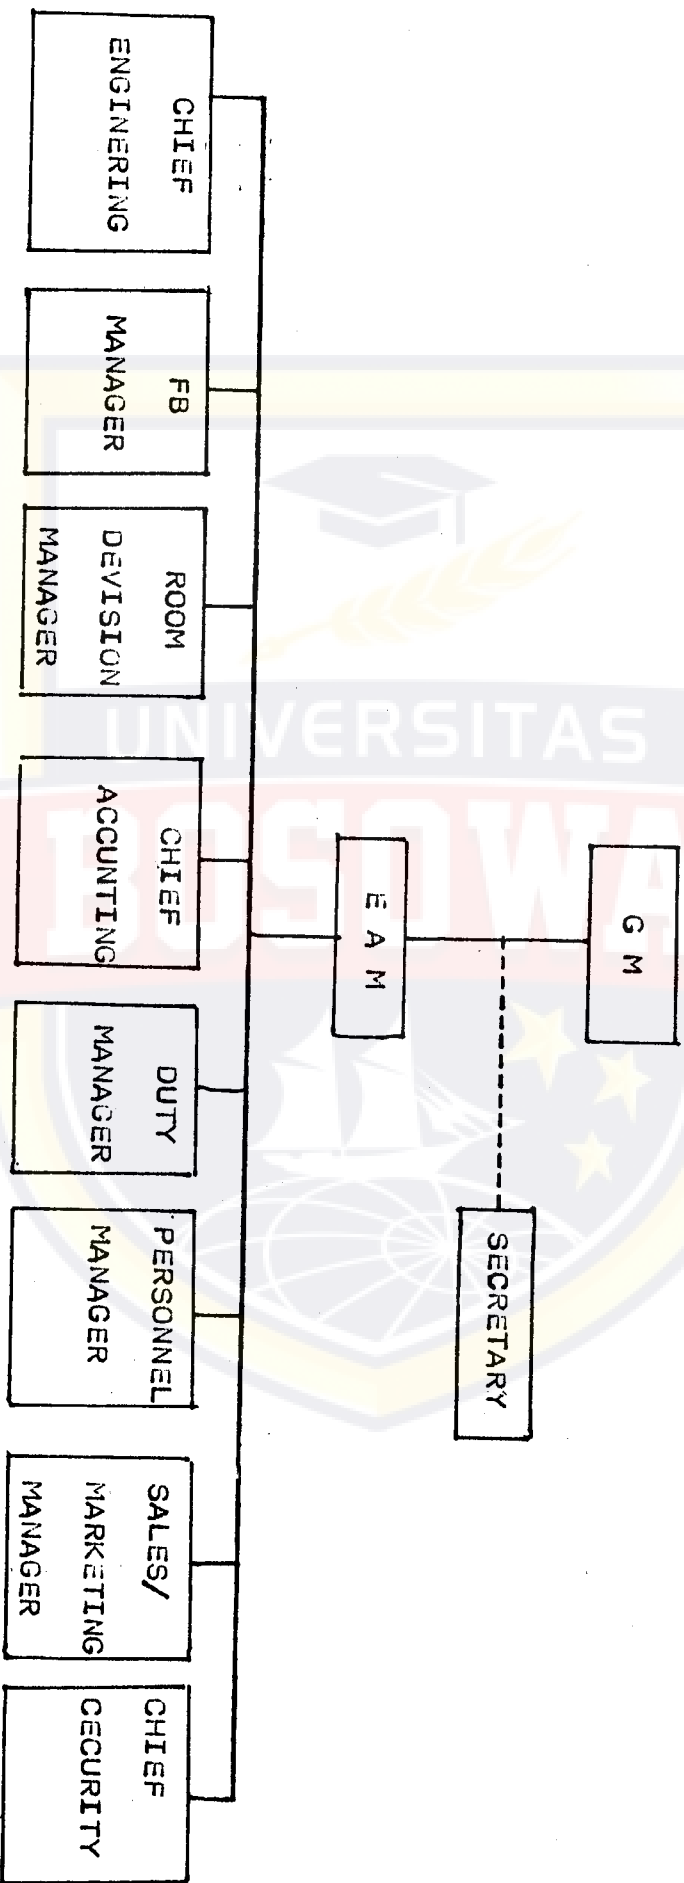 G M
E A M
SECRETARY
CHIEF
ENGINERING
FB
MANAGER
ROOM
DEVISION
MANAGER
CHIEF
ACCUNTING
DUTY
MANAGER
PERSONNEL
MANAGER
SALES/
MARKETING
MANAGER
CHIEF
CECURITY
UNIVERSITAS
BOSOWA